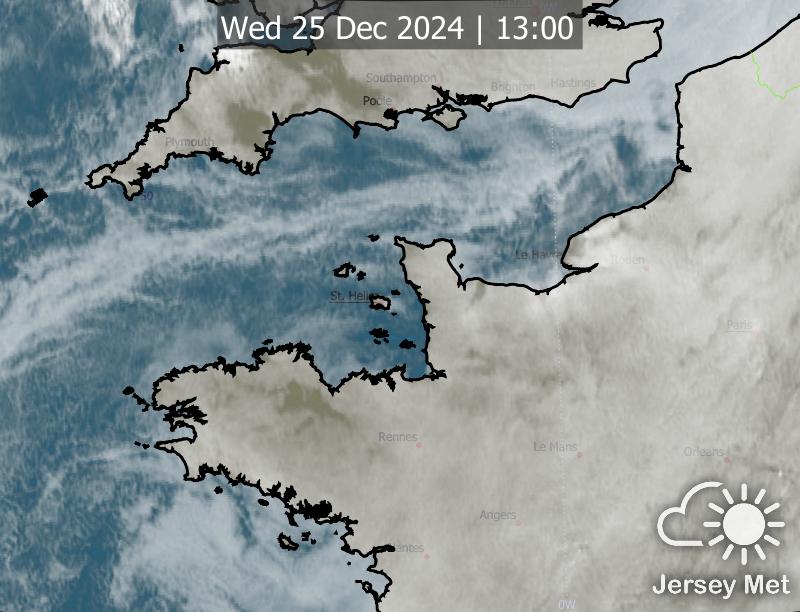 Wed 25 Dec 2024 | 13:00
Southampton
Brighton
Hastings
Poole
Plymouth
50
Le Havre
Rouen
St. Helier
Paris
Rennes
Le Mans
Orleans
Angers
Nantes
Jersey Met
0W